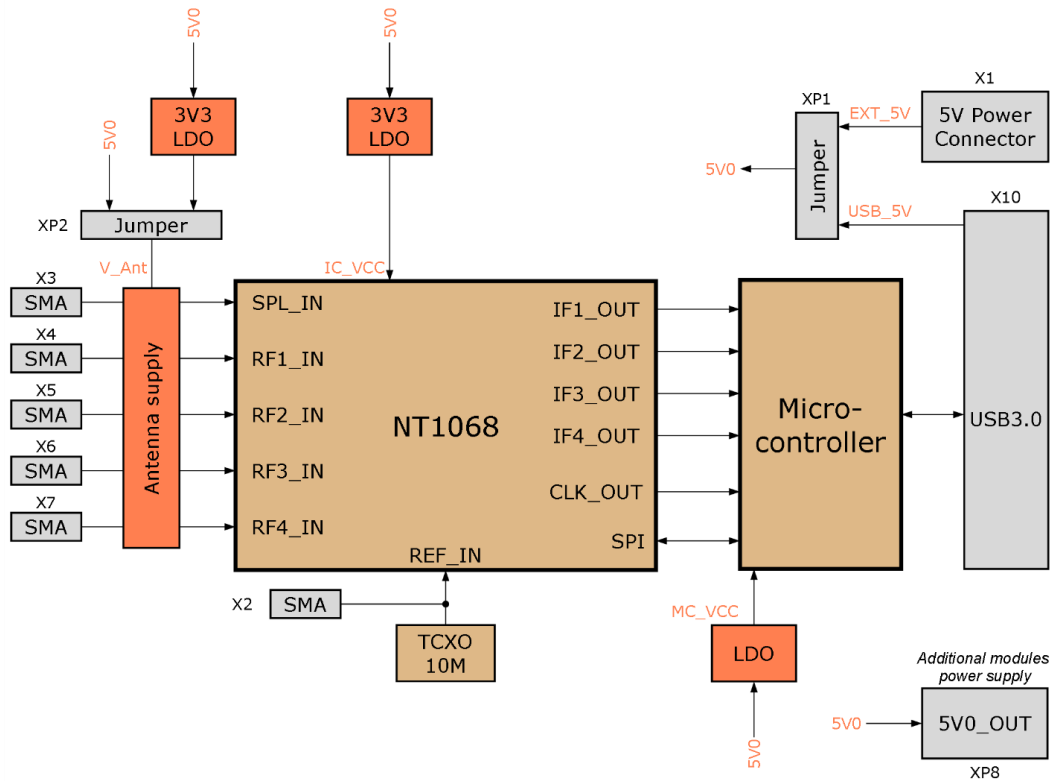 5V0
5V0
3V3
LDO
3V3
LDO
5V0
XP2
Jumper
V_Ant
IC_VCC
X1
XP1
EXT_5V
5V Power
Connector
Jumper
5V0
X10
USB_5V
X3
SMA
X4
SMA
X5
SMA
X6
SMA
X7
SMA
Antenna supply
SPL_IN
RF1_IN
RF2_IN
RF3_IN
RF4_IN
NT1068
IF1_OUT
IF2_OUT
IF3_OUT
IF4_OUT
CLK_OUT
SPI
REF_IN
Micro-
controller
USB3.0
X2
SMA
TCXO
10M
MC_VCC
LDO
5V0
Additional modules
power supply
5V0
5V0_OUT
XP8